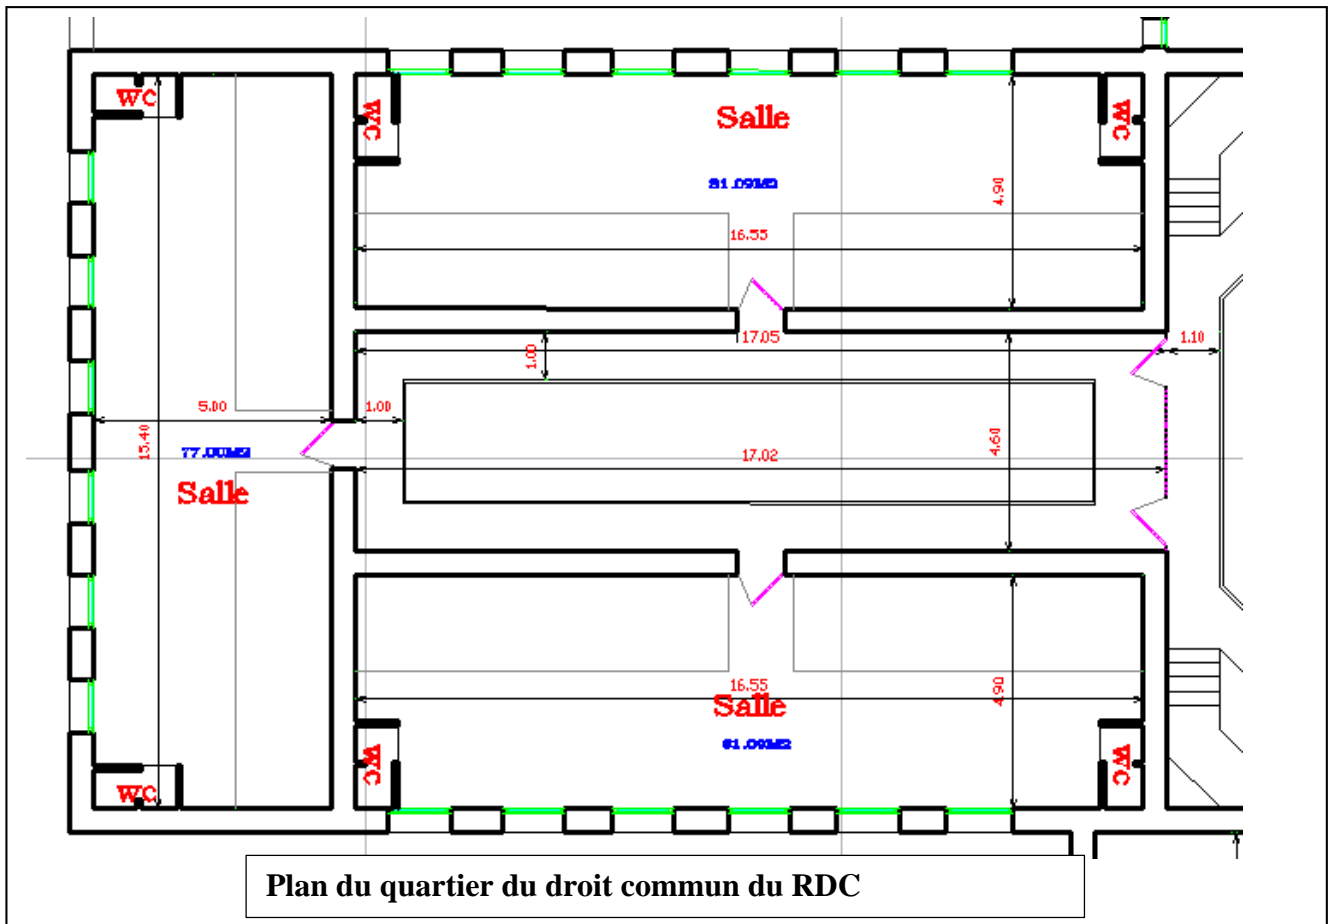 WC
WC
WC
Salle
81.09M2
4.90
16.55
17.05
1.10
1.00
5.00
1.00
15.40
77.00M2
4.60
17.02
Salle
16.55
4.90
Salle
81.09M2
WC
WC
WC
Plan du quartier du droit commun du RDC